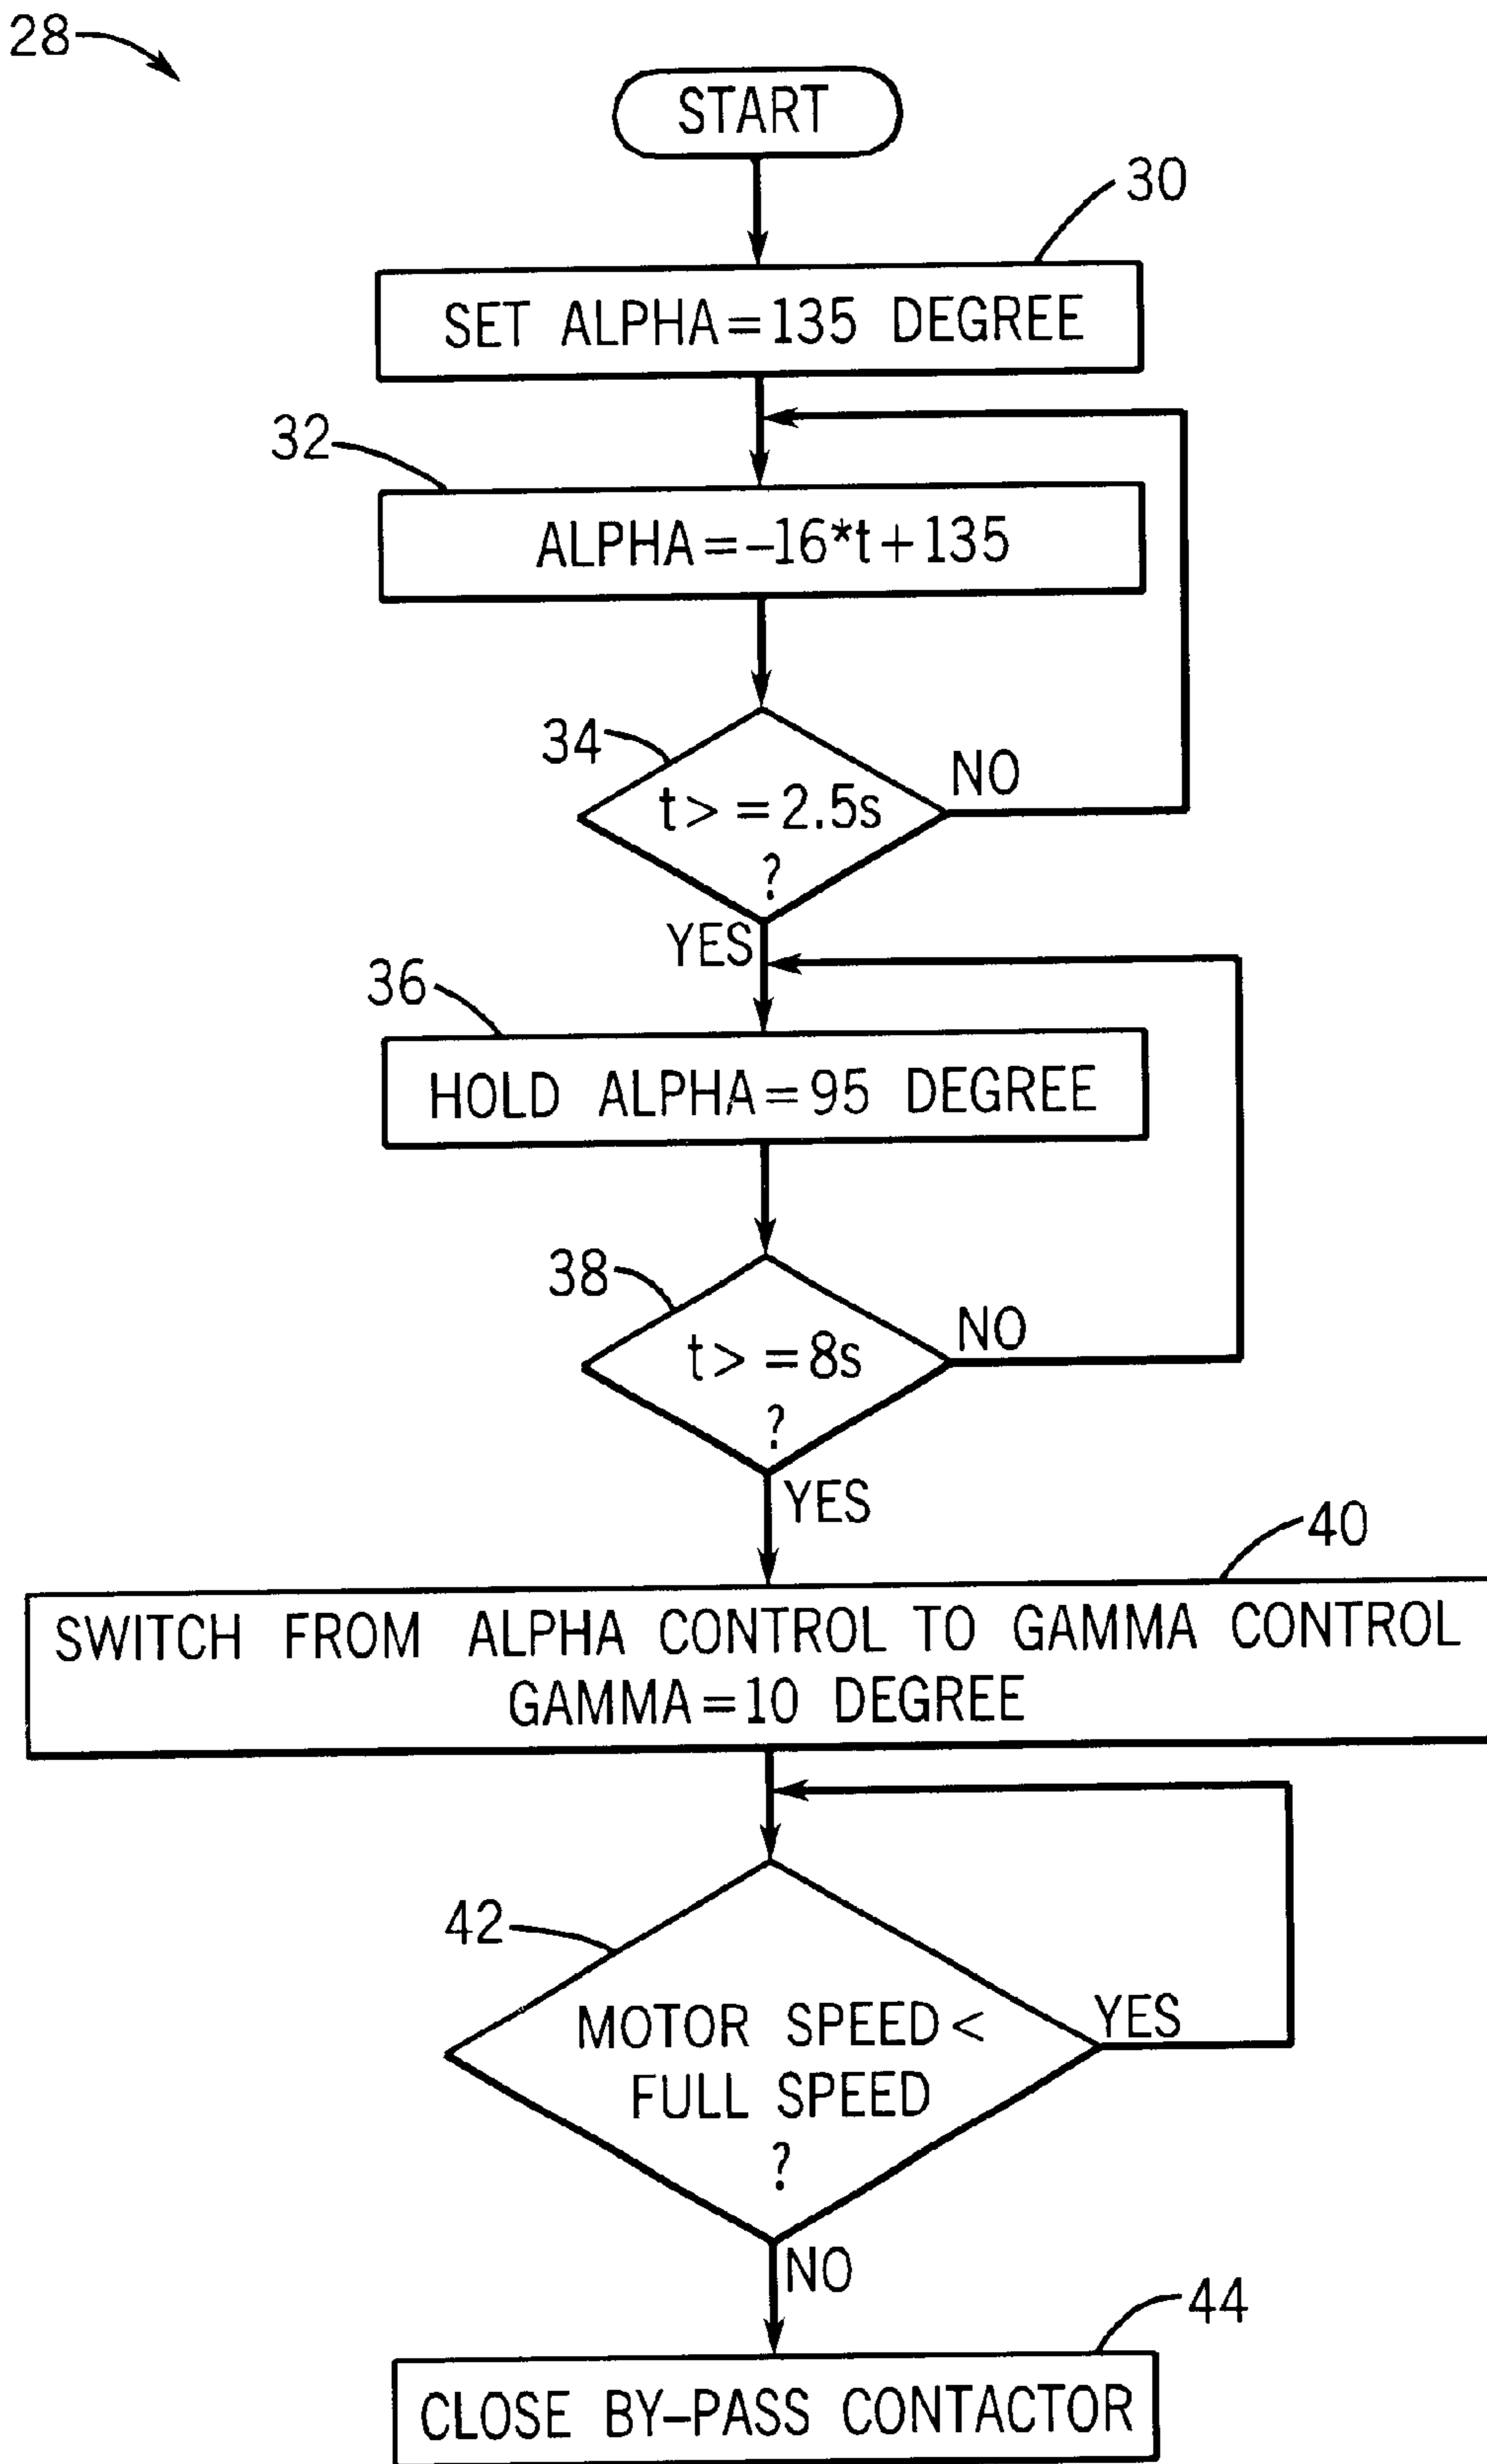 28
START
30
SET ALPHA=135 DEGREE
32
ALPHA=–16*t+135
34
NO
t>=2.5s
?
YES
36
HOLD ALPHA=95 DEGREE
38
NO
t>=8s
?
YES
40
SWITCH FROM ALPHA CONTROL TO GAMMA CONTROL
GAMMA=10 DEGREE
42
YES
MOTOR SPEED<
FULL SPEED
?
NO
44
CLOSE BY–PASS CONTACTOR